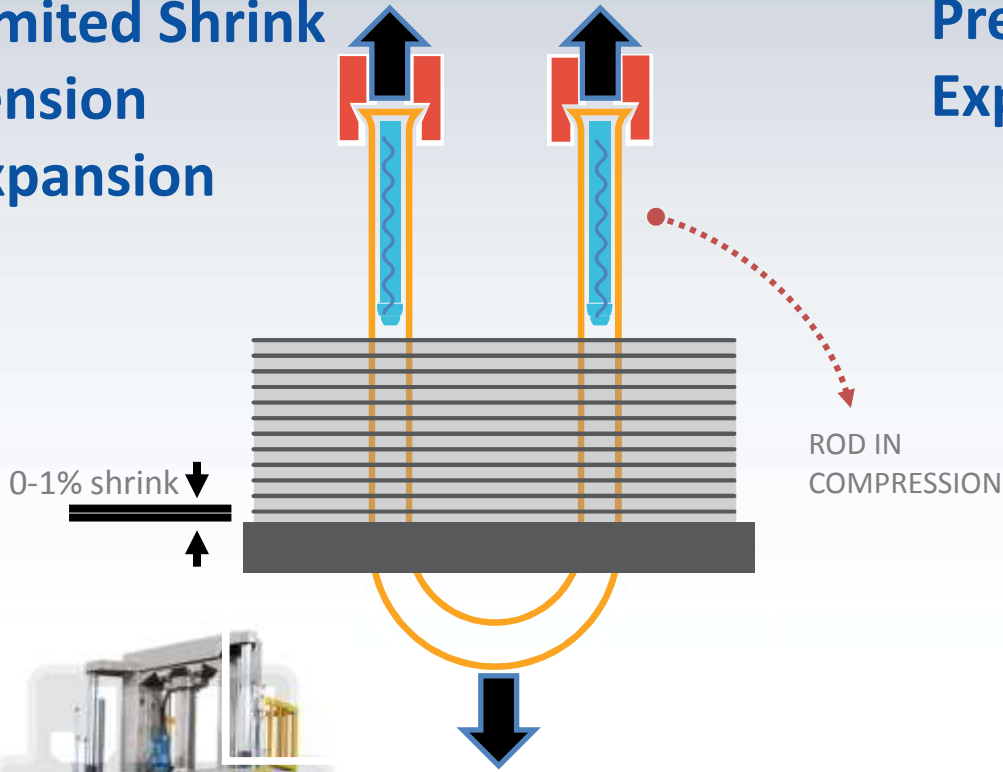 mited Shrink
ension
xpansion
Pre
Exp
0-1% shrink
ROD IN
COMPRESSION